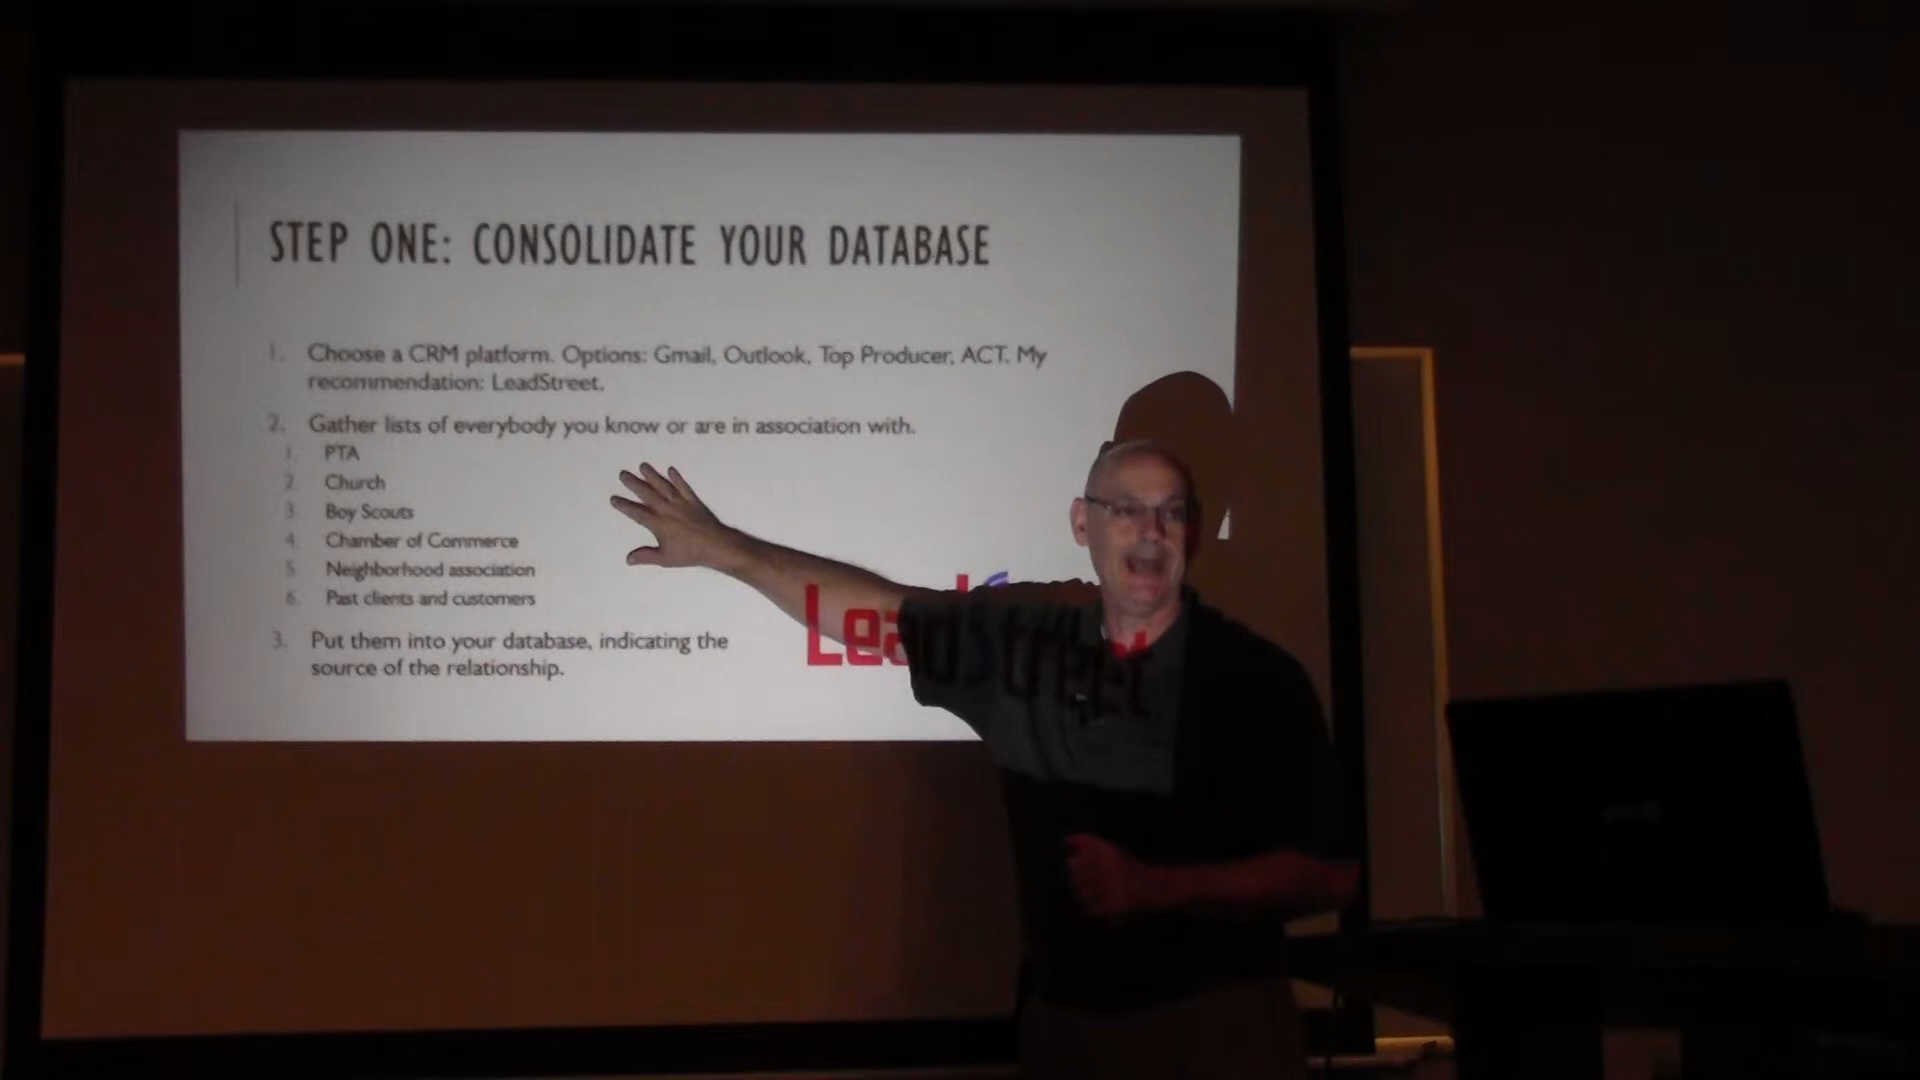 STEP ONE: CONSOLIDATE YOUR DATABASE
1. Choose a CRM platform. Options: Gmail, Outlook, Top Producer, ACT. My
recommendation: LeadStreet.
2. Gather lists of everybody you know or are in association with.
1. PTA
2. Church
3. Boy Scouts
4. Chamber of Commerce
5. Neighborhood association
6. Past clients and customers
3. Put them into your database, indicating the
source of the relationship.
LeadStreet